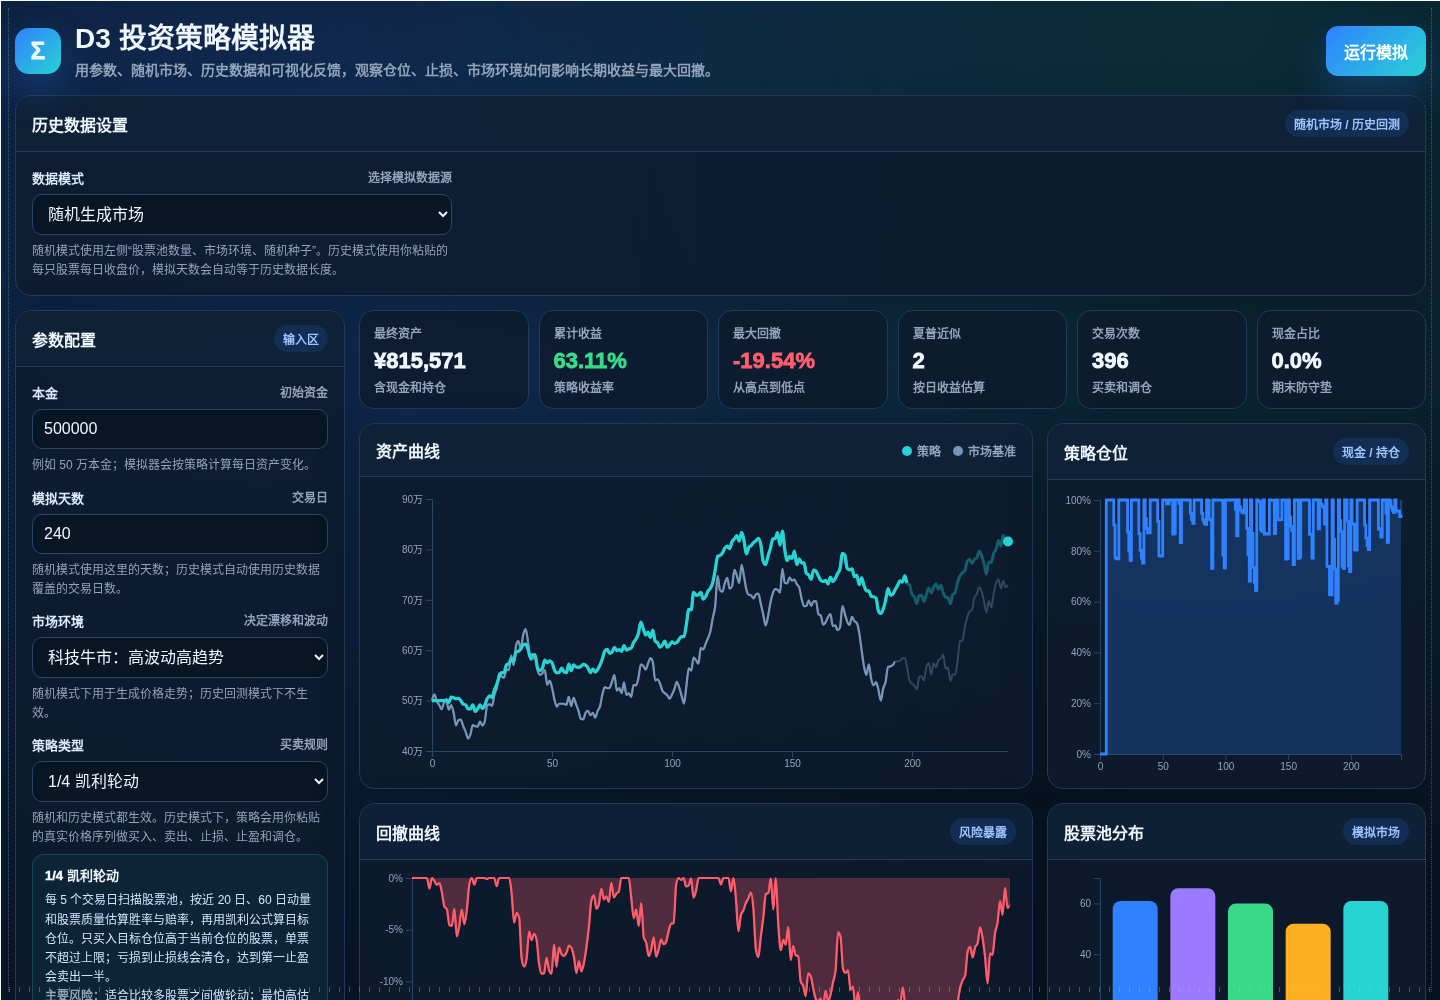 Σ
D3 投资策略模拟器
用参数、随机市场、历史数据和可视化反馈，观察仓位、止损、市场环境如何影响长期收益与最大回撤。
运行模拟
历史数据设置
随机市场 / 历史回测
数据模式
选择模拟数据源
随机生成市场
随机模式使用左侧“股票池数量、市场环境、随机种子”。历史模式使用你粘贴的
每只股票每日收盘价，模拟天数会自动等于历史数据长度。
参数配置
输入区
本金
初始资金
500000
例如 50 万本金；模拟器会按策略计算每日资产变化。
模拟天数
交易日
240
随机模式使用这里的天数；历史模式自动使用历史数据
覆盖的交易日数。
市场环境
决定漂移和波动
科技牛市：高波动高趋势
随机模式下用于生成价格走势；历史回测模式下不生
效。
策略类型
买卖规则
1/4 凯利轮动
随机和历史模式都生效。历史模式下，策略会用你粘贴
的真实价格序列做买入、卖出、止损、止盈和调仓。
1/4 凯利轮动
每 5 个交易日扫描股票池，按近 20 日、60 日动量
和股票质量估算胜率与赔率，再用凯利公式算目标
仓位。只买入目标仓位高于当前仓位的股票，单票
不超过上限；亏损到止损线会清仓，达到第一止盈
会卖出一半。
主要风险：适合比较多股票之间做轮动；最怕高估
最终资产
¥815,571
含现金和持仓
累计收益
63.11%
策略收益率
最大回撤
-19.54%
从高点到低点
夏普近似
2
按日收益估算
交易次数
396
买卖和调仓
现金占比
0.0%
期末防守垫
资产曲线
策略
市场基准
90万
80万
70万
60万
50万
40万
0
50
100
150
200
策略仓位
现金 / 持仓
100%
80%
60%
40%
20%
0%
0
50
100
150
200
回撤曲线
风险暴露
0%
-5%
-10%
股票池分布
模拟市场
60
40